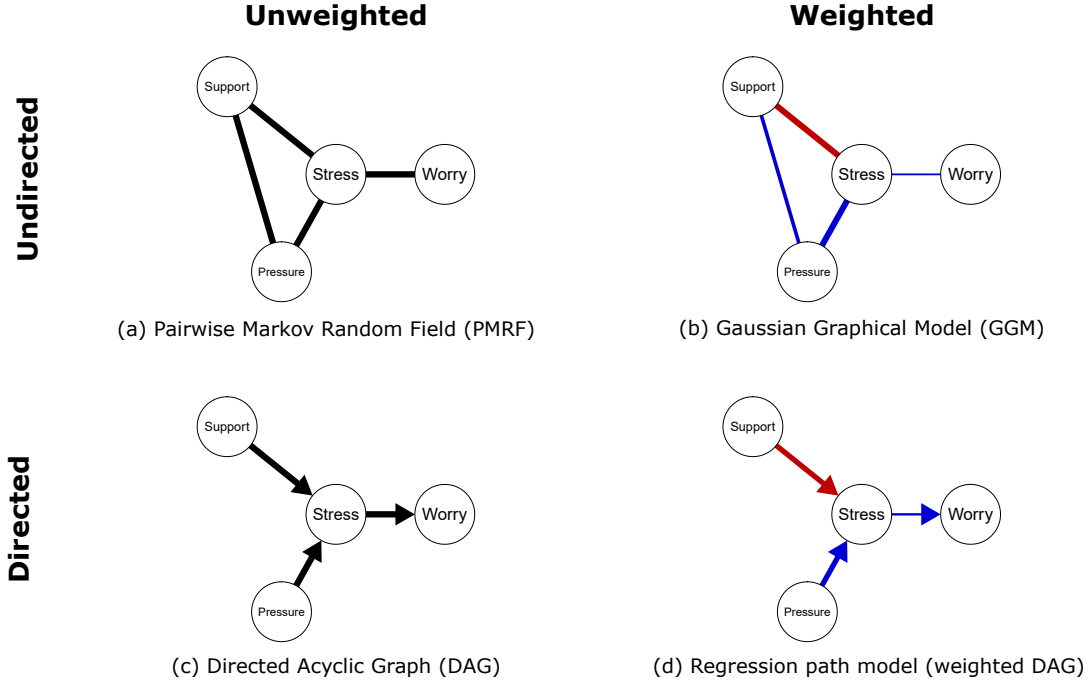 Unweighted
Weighted
Undirected
Support
Stress
Worry
Pressure
(a) Pairwise Markov Random Field (PMRF)
Support
Stress
Worry
Pressure
(b) Gaussian Graphical Model (GGM)
Directed
Support
Stress
Worry
Pressure
(c) Directed Acyclic Graph (DAG)
Support
Stress
Worry
Pressure
(d) Regression path model (weighted DAG)